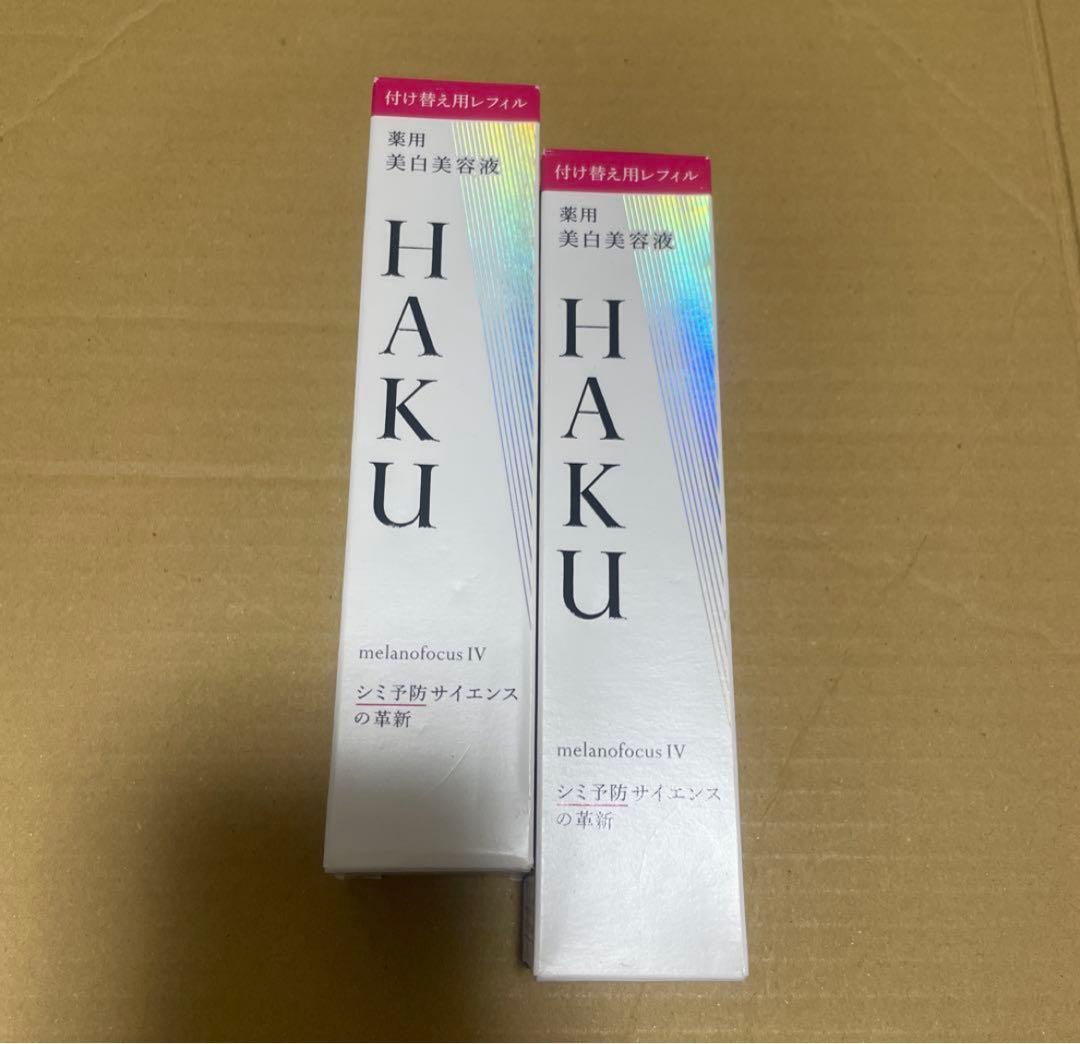 付け替え用レフィル
薬用
美白美容液
HAKU
melanofocus IV
シミ予防サイエンス
の革新
付け替え用レフィル
薬用
美白美容液
HAKU
melanofocus IV
シミ予防サイエンス
の革新